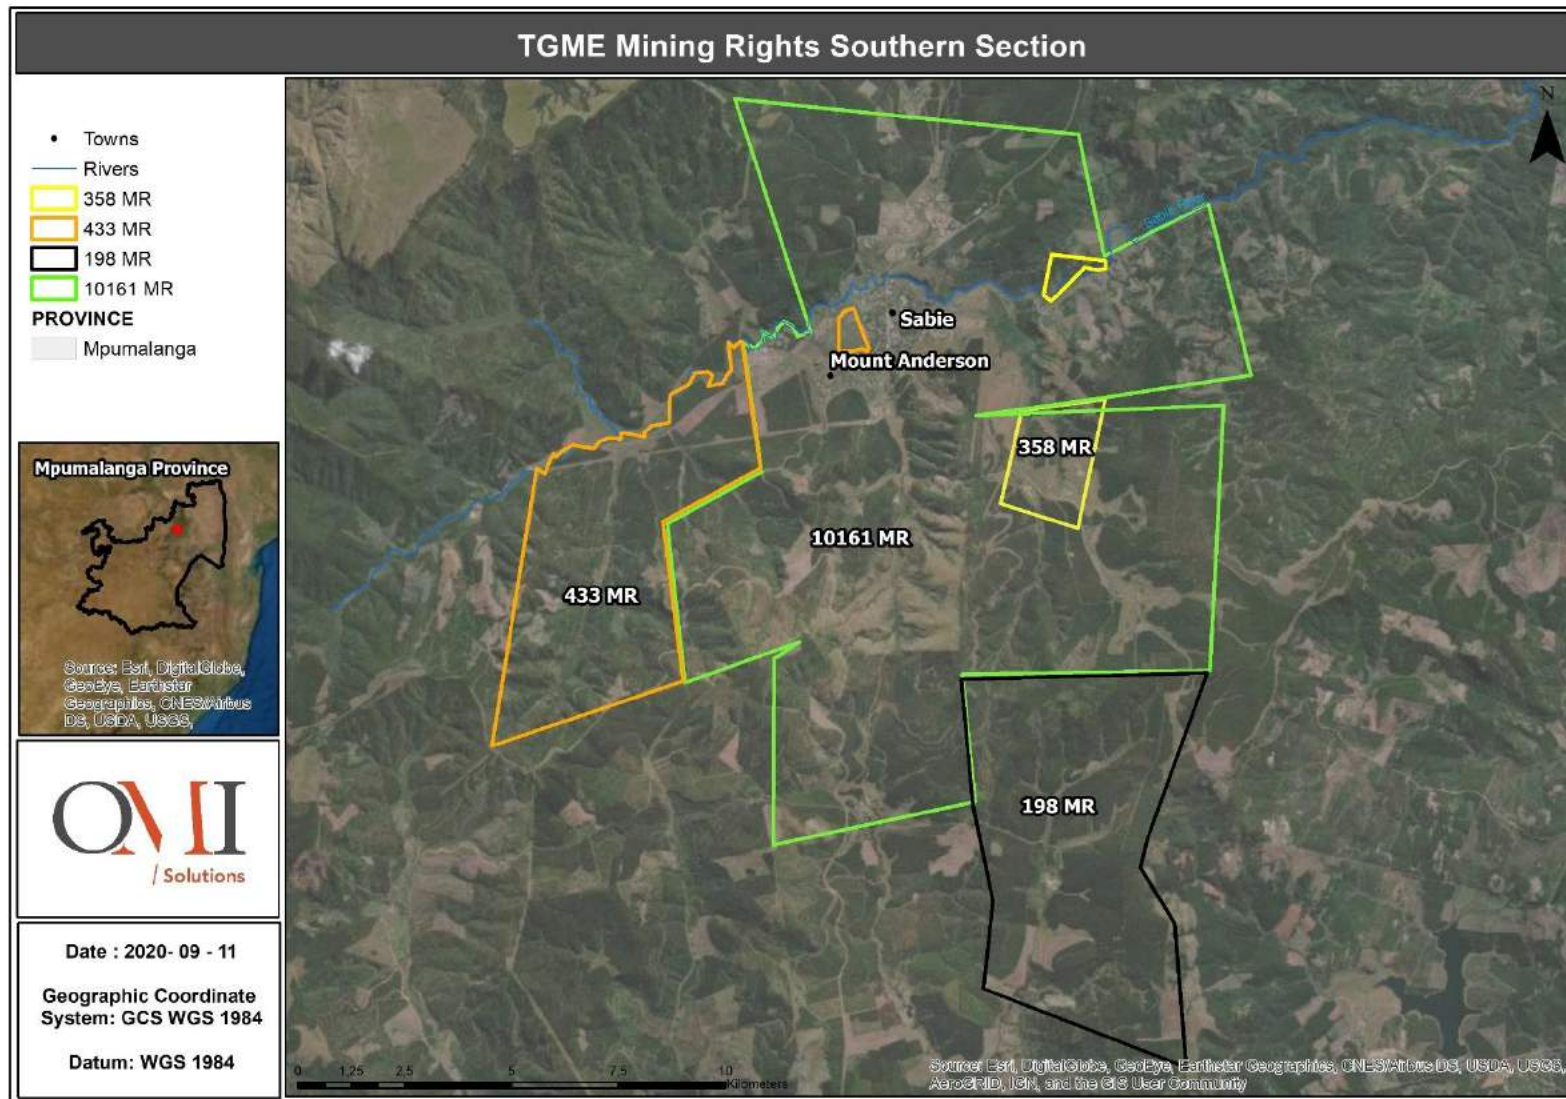 TGME Mining Rights Southern Section
Towns
Rivers
358 MR
433 MR
198 MR
10161 MR
PROVINCE
Mpumalanga
Mpumalanga Province
Source: Esri, DigitalGlobe,
GeoEye, Earthstar
Geographics, CNES/Airbus
DS, USDA, USGS,
OMI
/ Solutions
Date : 2020- 09 - 11
Geographic Coordinate
System: GCS WGS 1984
Datum: WGS 1984
N
Sabie
Mount Anderson
358 MR
10161 MR
433 MR
198 MR
0 1,25 2,5 5 7,5 10
Kilometers
Source: Esri, DigitalGlobe, GeoEye, Earthstar Geographics, CNES/Airbus DS, USDA, USGS,
AeroGRID, IGN, and the GIS User Community